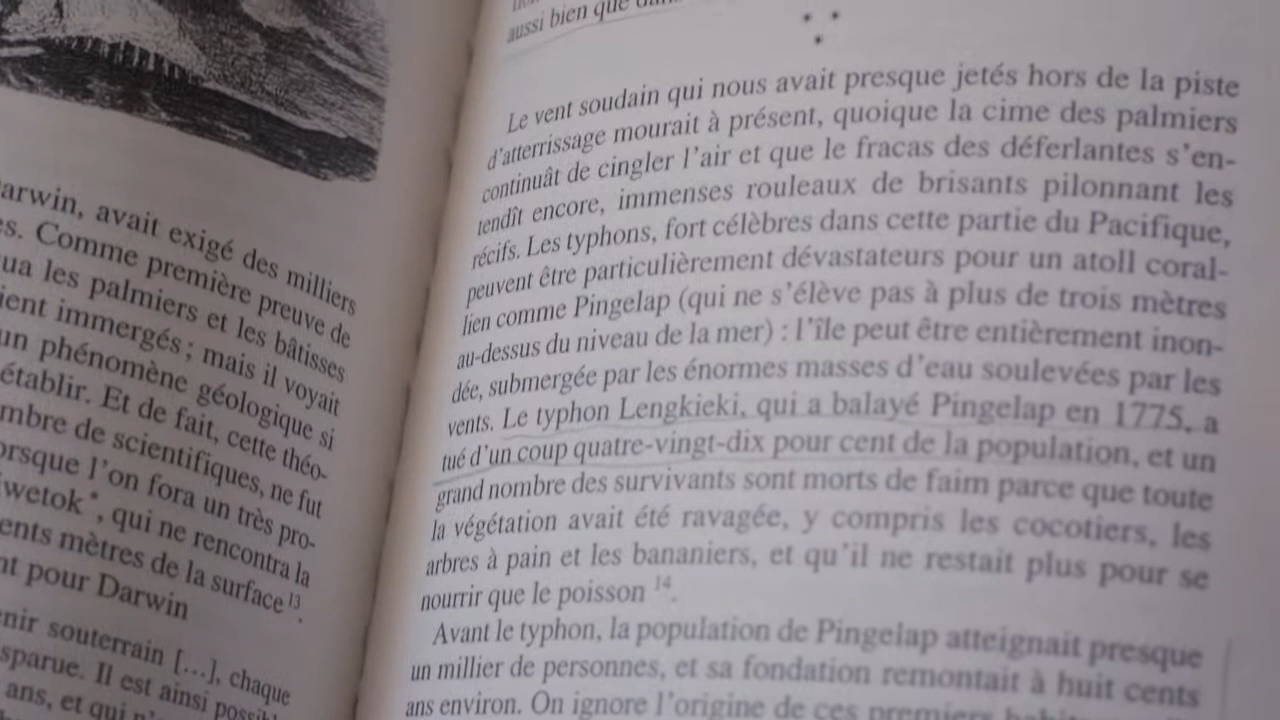 arwin, avait exigé des milliers
s. Comme première preuve de
ua les palmiers et les bâtisses
ient immergés ; mais il voyait
un phénomène géologique si
établir. Et de fait, cette théo-
mbre de scientifiques, ne fut
orsque l'on fora un très pro-
iwetok*, qui ne rencontra la
ents mètres de la surface 13.
nt pour Darwin
nir souterrain [...], chaque
sparue. Il est ainsi
ans, et qui
aussi bien que
Le vent soudain qui nous avait presque jetés hors de la piste
d'atterrissage mourait à présent, quoique la cime des palmiers
continuât de cingler l'air et que le fracas des déferlantes s'en-
tendît encore, immenses rouleaux de brisants pilonnant les
récifs. Les typhons, fort célèbres dans cette partie du Pacifique,
peuvent être particulièrement dévastateurs pour un atoll coral-
lien comme Pingelap (qui ne s'élève pas à plus de trois mètres
au-dessus du niveau de la mer) : l'île peut être entièrement inon-
dée, submergée par les énormes masses d'eau soulevées par les
vents. Le typhon Lengkieki, qui a balayé Pingelap en 1775, a
tué d'un coup quatre-vingt-dix pour cent de la population, et un
grand nombre des survivants sont morts de faim parce que toute
la végétation avait été ravagée, y compris les cocotiers, les
arbres à pain et les bananiers, et qu'il ne restait plus pour se
nourrir que le poisson 14.
Avant le typhon, la population de Pingelap atteignait presque
un millier de personnes, et sa fondation remontait à huit cents
ans environ. On ignore l'origine de ces premiers